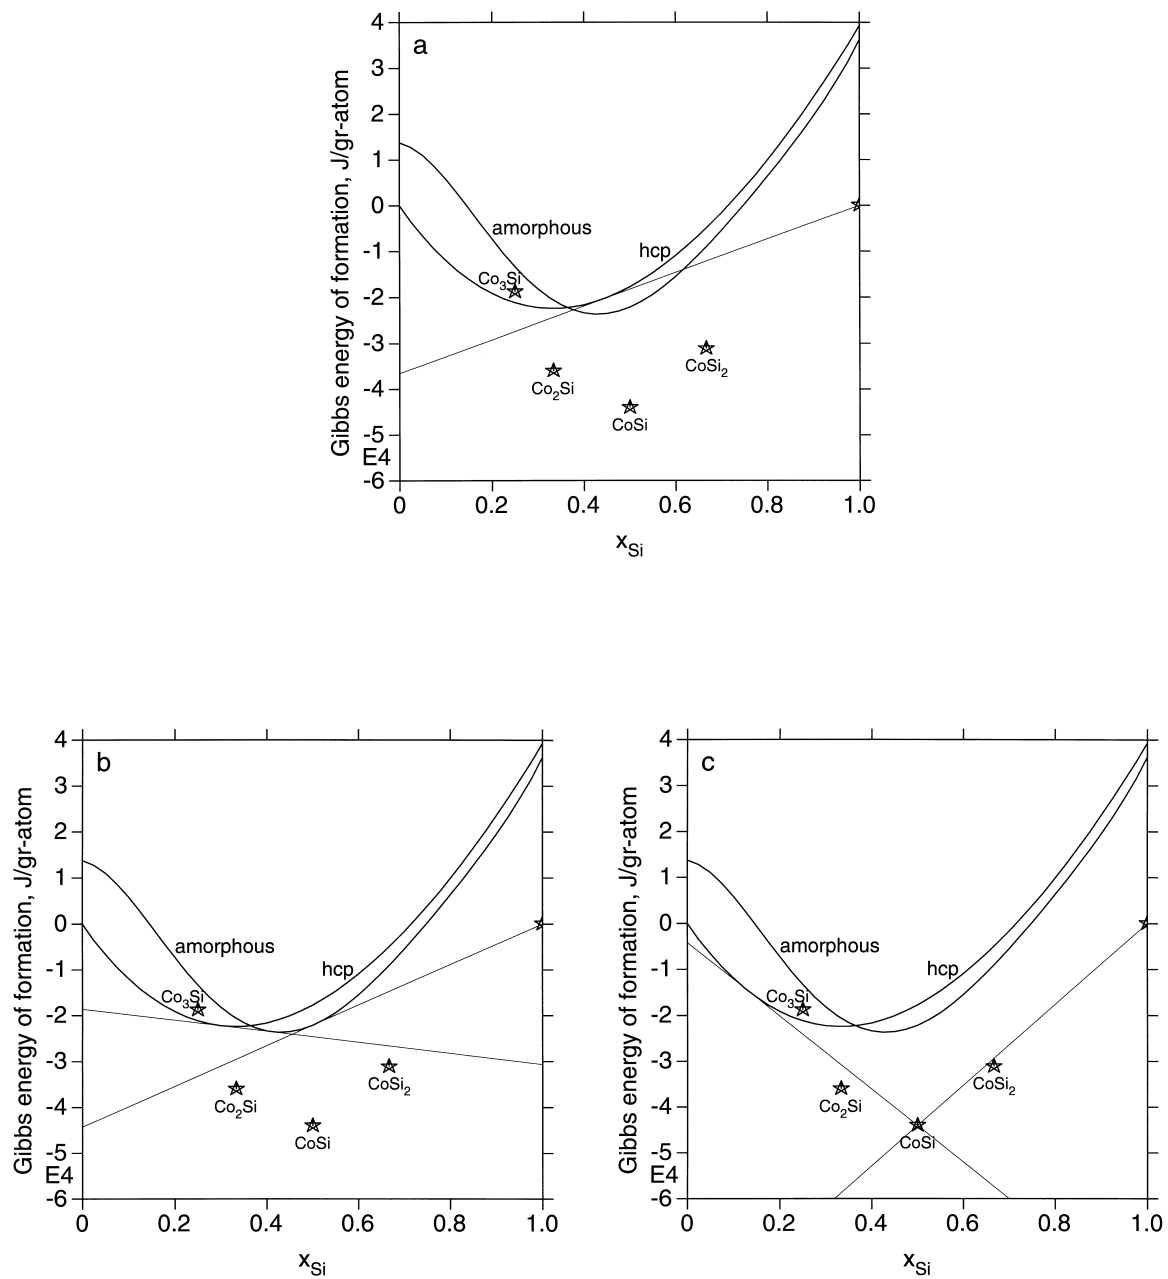 a
Gibbs energy of formation, J/gr-atom
4
3
2
1
0
-1
-2
-3
-4
-5
E4
-6
amorphous
hcp
Co3Si
CoSi2
Co2Si
CoSi
0 0.2 0.4 0.6 0.8 1.0
xSi
b
Gibbs energy of formation, J/gr-atom
4
3
2
1
0
-1
-2
-3
-4
-5
E4
-6
amorphous
hcp
Co3Si
CoSi2
Co2Si
CoSi
0 0.2 0.4 0.6 0.8 1.0
xSi
c
Gibbs energy of formation, J/gr-atom
4
3
2
1
0
-1
-2
-3
-4
-5
E4
-6
amorphous
hcp
Co3Si
CoSi2
Co2Si
CoSi
0 0.2 0.4 0.6 0.8 1.0
xSi